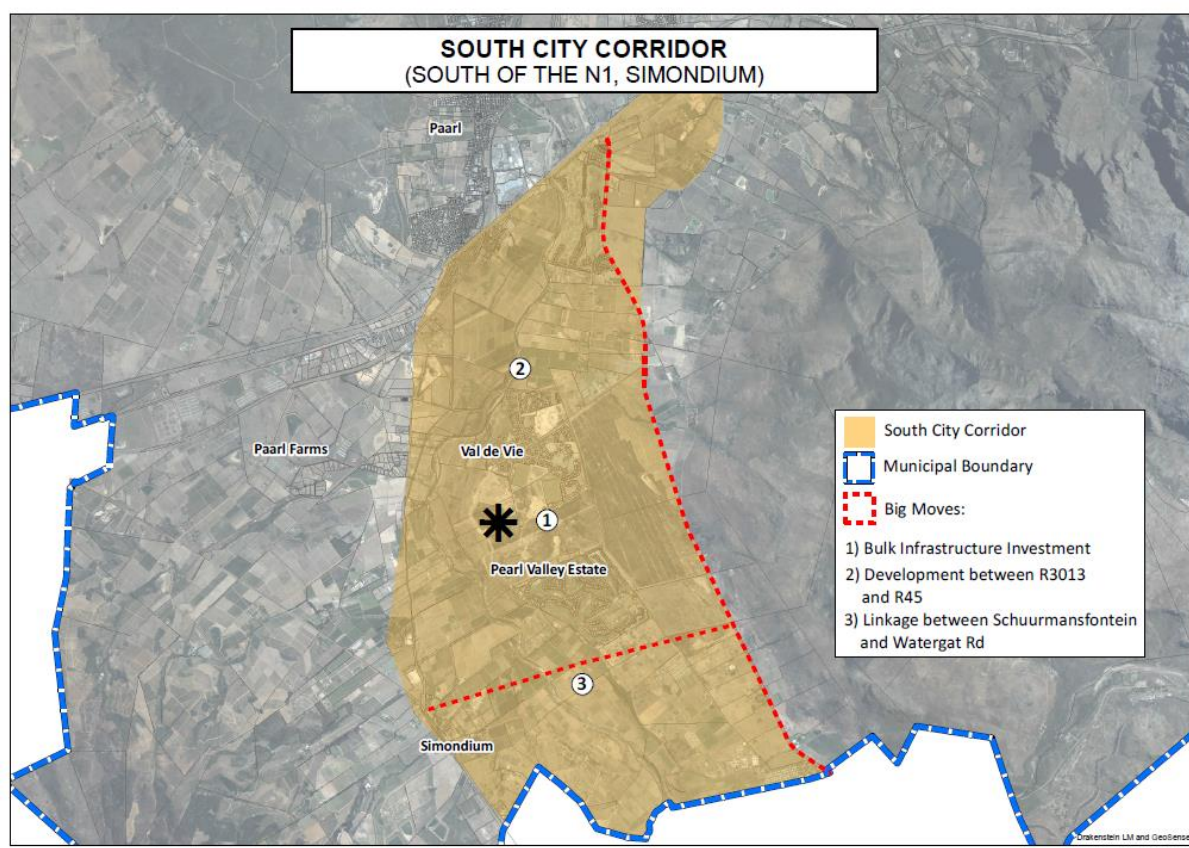 SOUTH CITY CORRIDOR
(SOUTH OF THE N1, SIMONDIUM)
Paarl
2
Paarl Farms
Val de Vie
1
Pearl Valley Estate
3
Simondium
South City Corridor
Municipal Boundary
Big Moves:
1) Bulk Infrastructure Investment
2) Development between R3013
and R45
3) Linkage between Schuurmansfontein
and Watergat Rd
Drakenstein LM and GeoSense